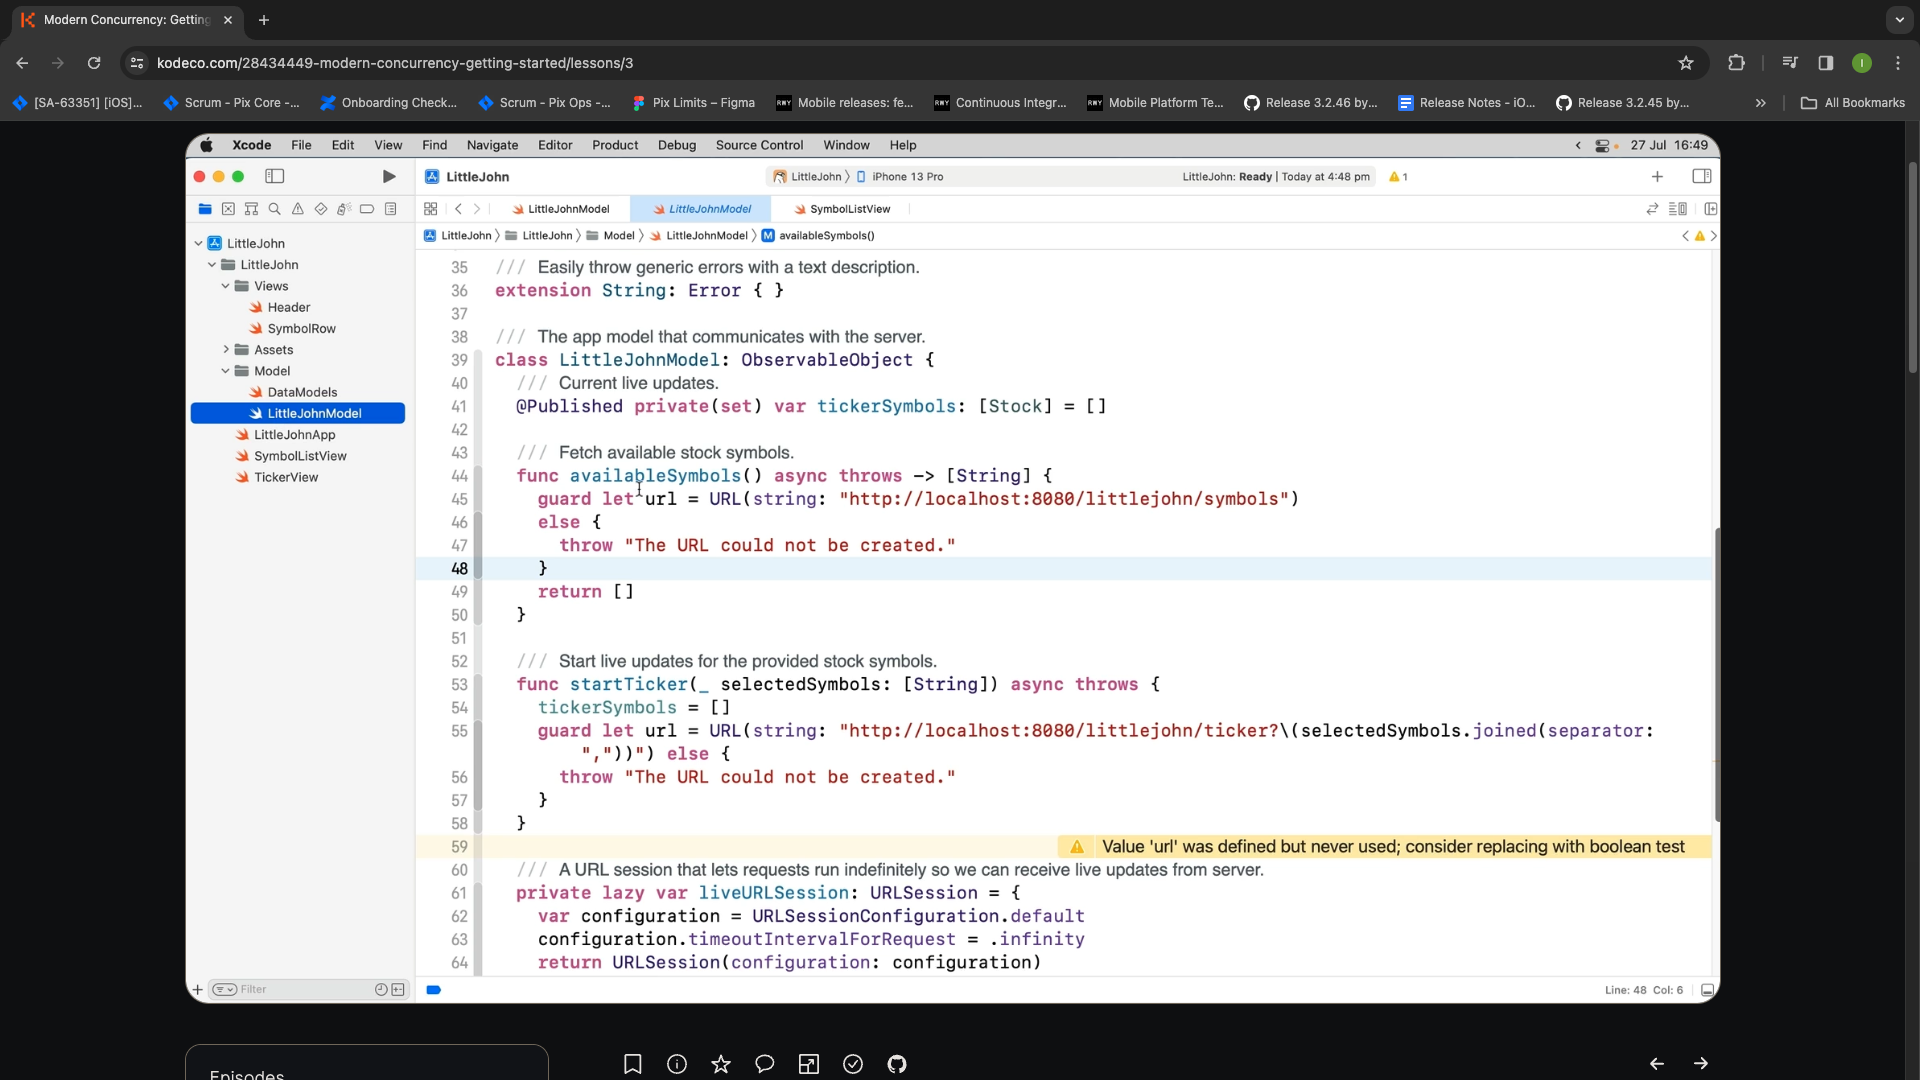 Modern Concurrency: Getting
kodeco.com/28434449-modern-concurrency-getting-started/lessons/3
I
[SA-63351] [iOS]...
Scrum - Pix Core -...
Onboarding Check...
Scrum - Pix Ops -...
Pix Limits – Figma
Mobile releases: fe...
Continuous Integr...
Mobile Platform Te...
Release 3.2.46 by...
Release Notes - iO...
Release 3.2.45 by...
»
All Bookmarks
Xcode File Edit View Find Navigate Editor Product Debug Source Control Window Help
27 Jul 16:49
LittleJohn
LittleJohn
iPhone 13 Pro
LittleJohn: Ready | Today at 4:48 pm
1
LittleJohnModel
LittleJohnModel
SymbolListView
LittleJohn
LittleJohn
Model
LittleJohnModel
M availableSymbols()
LittleJohn
LittleJohn
Views
Header
SymbolRow
Assets
Model
DataModels
LittleJohnModel
LittleJohnApp
SymbolListView
TickerView
Filter
35 /// Easily throw generic errors with a text description.
36 extension String: Error { }
37
38 /// The app model that communicates with the server.
39 class LittleJohnModel: ObservableObject {
40 /// Current live updates.
41 @Published private(set) var tickerSymbols: [Stock] = []
42
43 /// Fetch available stock symbols.
44 func availableSymbols() async throws -> [String] {
45 guard let url = URL(string: "http://localhost:8080/littlejohn/symbols")
46 else {
47 throw "The URL could not be created."
48 }
49 return []
50 }
51
52 /// Start live updates for the provided stock symbols.
53 func startTicker(_ selectedSymbols: [String]) async throws {
54 tickerSymbols = []
55 guard let url = URL(string: "http://localhost:8080/littlejohn/ticker?\(selectedSymbols.joined(separator:
","))") else {
56 throw "The URL could not be created."
57 }
58 }
59 Value 'url' was defined but never used; consider replacing with boolean test
60 /// A URL session that lets requests run indefinitely so we can receive live updates from server.
61 private lazy var liveURLSession: URLSession = {
62 var configuration = URLSessionConfiguration.default
63 configuration.timeoutIntervalForRequest = .infinity
64 return URLSession(configuration: configuration)
Line: 48 Col: 6
Episodes